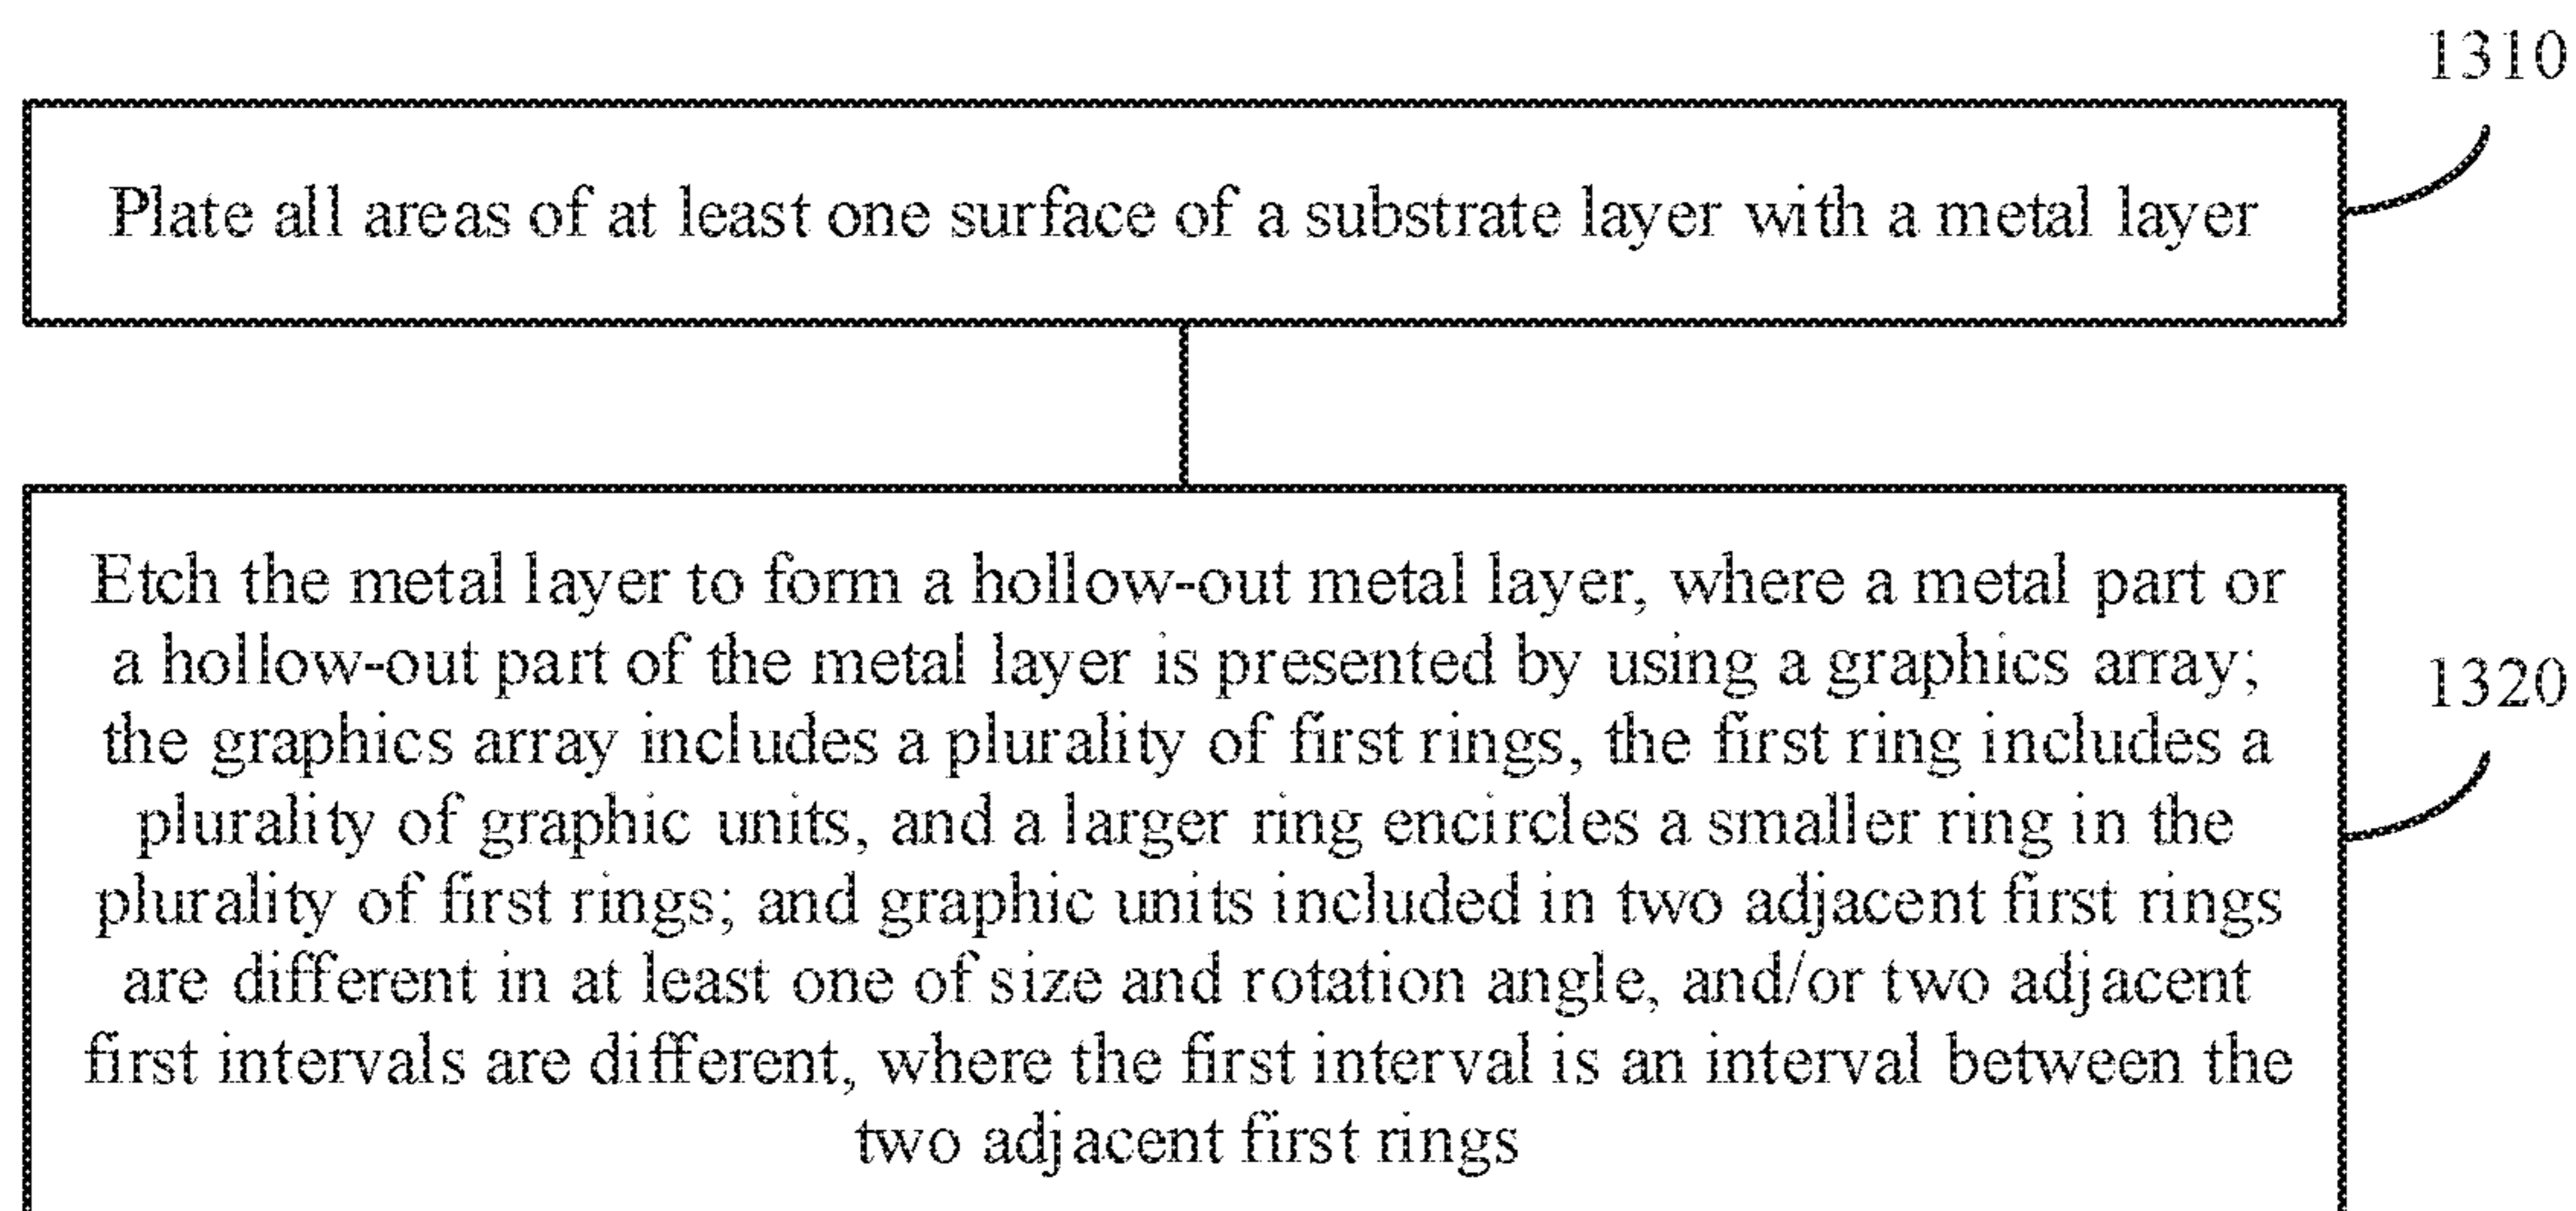 1310
Plate all areas of at least one surface of a substrate layer with a metal layer
Etch the metal layer to form a hollow-out metal layer, where a metal part or
a hollow-out part of the metal layer is presented by using a graphics array;
1320
the graphics array includes a plurality of first rings, the first ring includes a
plurality of graphic units, and a larger ring encircles a smaller ring in the
plurality of first rings; and graphic units included in two adjacent first rings
are different in at least one of size and rotation angle, and/or two adjacent
first intervals are different, where the first interval is an interval between the
two adjacent first rings